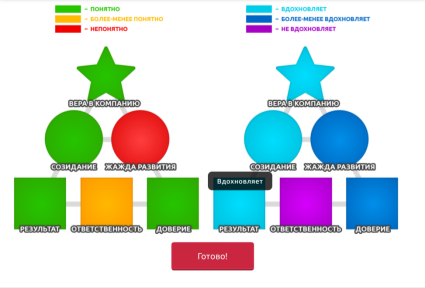 – ПОНЯТНО
– БОЛЕЕ-МЕНЕЕ ПОНЯТНО
– НЕПОНЯТНО
– ВДОХНОВЛЯЕТ
– БОЛЕЕ-МЕНЕЕ ВДОХНОВЛЯЕТ
– НЕ ВДОХНОВЛЯЕТ
ВЕРА В КОМПАНИЮ
ВЕРА В КОМПАНИЮ
СОЗИДАНИЕ ЖАЖДА РАЗВИТИЯ
СОЗИДАНИЕ ЖАЖДА РАЗВИТИЯ
Вдохновляет
РЕЗУЛЬТАТ ОТВЕТСТВЕННОСТЬ ДОВЕРИЕ
РЕЗУЛЬТАТ ОТВЕТСТВЕННОСТЬ ДОВЕРИЕ
Готово!